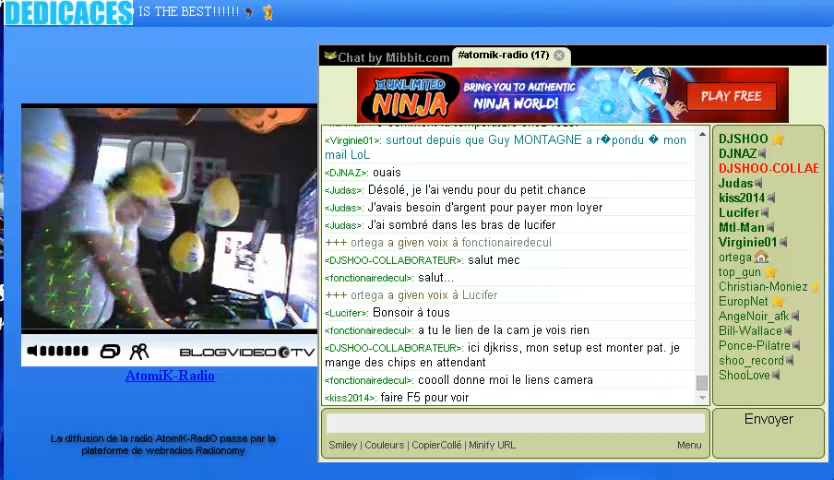 DEDICACES IS THE BEST!!!!!!
Chat by Mibbit.com #atomik-radio (17)
UNLIMITED NINJA
BRING YOU TO AUTHENTIC
NINJA WORLD!
PLAY FREE
<Virginie01>: surtout depuis que Guy MONTAGNE a r�pondu � mon
mail LoL
<DJNAZ>: ouais
<Judas>: Désolé, je l'ai vendu pour du petit chance
<Judas>: J'avais besoin d'argent pour payer mon loyer
<Judas>: J'ai sombré dans les bras de lucifer
+++ ortega a given voix à fonctionairedecul
<DJSHOO-COLLABORATEUR>: salut mec
<fonctionairedecul>: salut...
+++ ortega a given voix à Lucifer
<Lucifer>: Bonsoir à tous
<fonctionairedecul>: a tu le lien de la cam je vois rien
<DJSHOO-COLLABORATEUR>: ici djkriss, mon setup est monter pat. je
mange des chips en attendant
<fonctionairedecul>: coooll donne moi le liens camera
<kiss2014>: faire F5 pour voir
DJSHOO
DJNAZ
DJSHOO-COLLAE
Judas
kiss2014
Lucifer
Mtl-Man
Virginie01
ortega
top_gun
Christian-Moniez
EuropNet
AngeNoir_afk
Bill-Wallace
Ponce-Pilatre
shoo_record
ShooLove
Smiley | Couleurs | CopierCollé | Minify URL
Menu
Envoyer
BLOGVIDEO TV
AtomiK-Radio
La diffusion de la radio AtomiK-RadiO passe par la
plateforme de webradios Radionomy